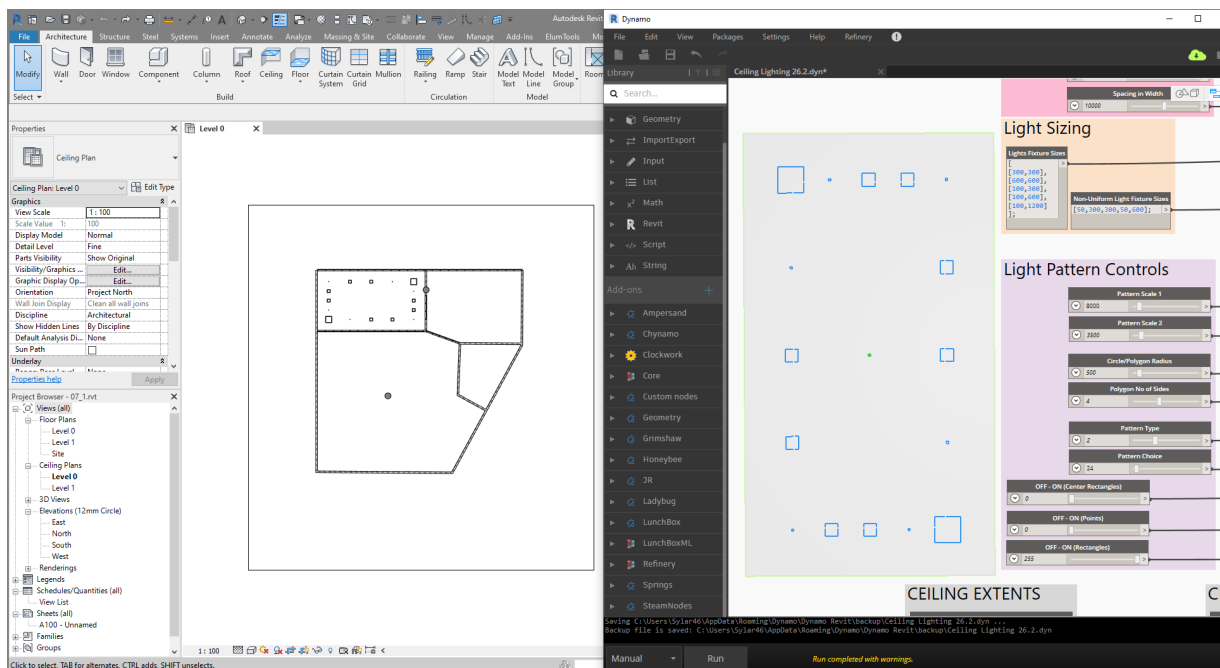 Autodesk Revit
File Architecture Structure Steel Systems Insert Annotate Analyze Massing & Site Collaborate View Manage Add-Ins ElumTools Mo
Modify Wall Door Window Component Column Roof Ceiling Floor Curtain System Curtain Grid Mullion Railing Ramp Stair Model Text Model Line Model Group Room
Select Build Circulation Model
Properties
Ceiling Plan
Ceiling Plan: Level 0 Edit Type
Graphics
View Scale 1 : 100
Scale Value 1: 100
Display Model Normal
Detail Level Fine
Parts Visibility Show Original
Visibility/Graphics ... Edit...
Graphic Display Op... Edit...
Orientation Project North
Wall Join Display Clean all wall joins
Discipline Architectural
Show Hidden Lines By Discipline
Default Analysis Di... None
Sun Path
Underlay
Properties help Apply
Project Browser - 07_1.rvt
Views (all)
Floor Plans
Level 0
Level 1
Site
Ceiling Plans
Level 0
Level 1
3D Views
Elevations (12mm Circle)
East
North
South
West
Renderings
Legends
Schedules/Quantities (all)
View List
Sheets (all)
A100 - Unnamed
Families
Groups
Click to select, TAB for alternates, CTRL adds, SHIFT unselects.
Level 0
1 : 100
Dynamo
File Edit View Packages Settings Help Refinery
Library
Ceiling Lighting 26.2.dyn*
Search...
Geometry
ImportExport
Input
List
Math
Revit
Script
String
Add-ons
Ampersand
Chynamo
Clockwork
Core
Custom nodes
Geometry
Grimshaw
Honeybee
JR
Ladybug
LunchBox
LunchBoxML
Refinery
Springs
SteamNodes
Spacing in Width
10000
Light Sizing
Lights Fixture Sizes
[
[300,300],
[600,600],
[100,300],
[100,600],
[100,1200]
];
Non-Uniform Light Fixture Sizes
[50,300,300,50,600];
Light Pattern Controls
Pattern Scale 1
8000
Pattern Scale 2
3500
Circle/Polygon Radius
500
Polygon No of Sides
4
Pattern Type
2
Pattern Choice
24
OFF - ON (Center Rectangles)
0
OFF - ON (Points)
0
OFF - ON (Rectangles)
255
CEILING EXTENTS
C
Saving C:\Users\Sylar46\AppData\Roaming\Dynamo\Dynamo Revit\backup\Ceiling Lighting 26.2.dyn ...
Backup file is saved: C:\Users\Sylar46\AppData\Roaming\Dynamo\Dynamo Revit\backup\Ceiling Lighting 26.2.dyn
Manual Run Run completed with warnings.